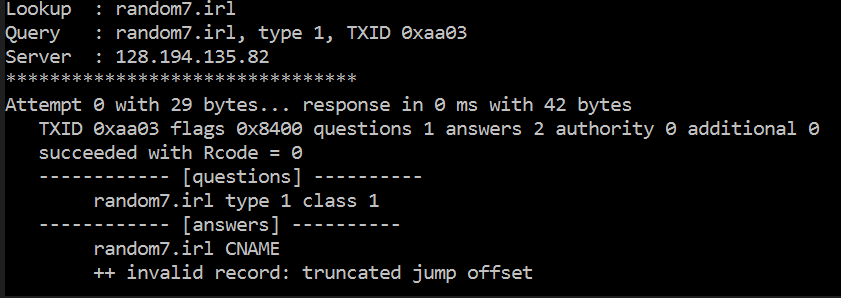 Lookup  : random7.irl
Query   : random7.irl, type 1, TXID 0xaa03
Server  : 128.194.135.82
********************************
Attempt 0 with 29 bytes... response in 0 ms with 42 bytes
   TXID 0xaa03 flags 0x8400 questions 1 answers 2 authority 0 additional 0
   succeeded with Rcode = 0
   ------------ [questions] ----------
        random7.irl type 1 class 1
   ------------ [answers] ----------
        random7.irl CNAME
        ++ invalid record: truncated jump offset